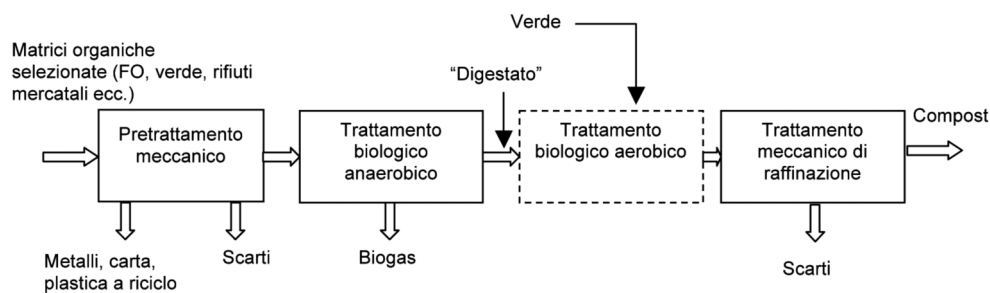 Verde
Matrici organiche
selezionate (FO, verde, rifiuti
mercatali ecc.)
“Digestato”
Pretrattamento
meccanico
Trattamento
biologico
anaerobico
Trattamento
biologico aerobico
Trattamento
meccanico di
raffinazione
Compost
Metalli, carta,
plastica a riciclo
Scarti
Biogas
Scarti